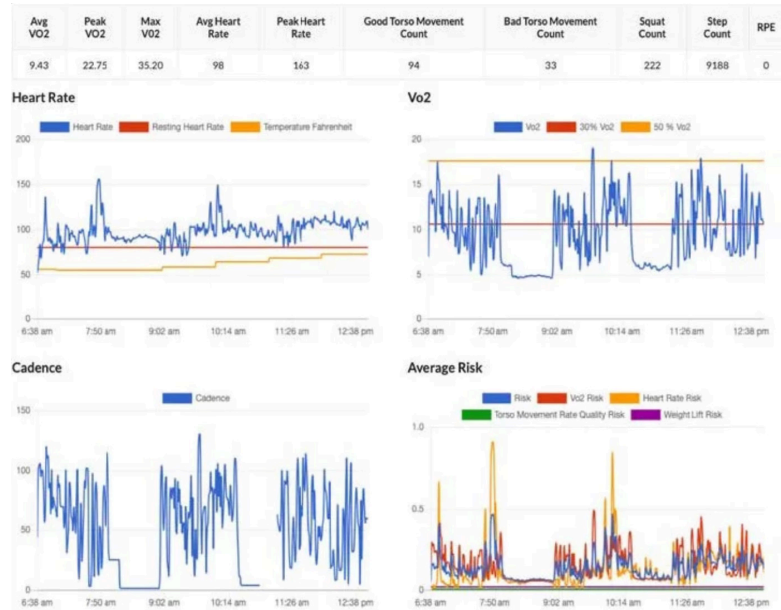 Avg VO2 Peak VO2 Max V02 Avg Heart Rate Peak Heart Rate Good Torso Movement Count Bad Torso Movement Count Squat Count Step Count RPE
9.43 22.75 35.20 98 163 94 33 222 9188 0
Heart Rate
Heart Rate Resting Heart Rate Temperature Fahrenheit
200
150
100
50
0
6:38 am 7:50 am 9:02 am 10:14 am 11:26 am 12:38 pm
Vo2
Vo2 30% Vo2 50 % Vo2
20
15
10
5
0
6:38 am 7:50 am 9:02 am 10:14 am 11:26 am 12:38 pm
Cadence
Cadence
150
100
50
0
6:38 am 7:50 am 9:02 am 10:14 am 11:26 am 12:38 pm
Average Risk
Risk Vo2 Risk Heart Rate Risk
Torso Movement Rate Quality Risk Weight Lift Risk
1.0
0.5
0
6:38 am 7:50 am 9:02 am 10:14 am 11:26 am 12:38 pm